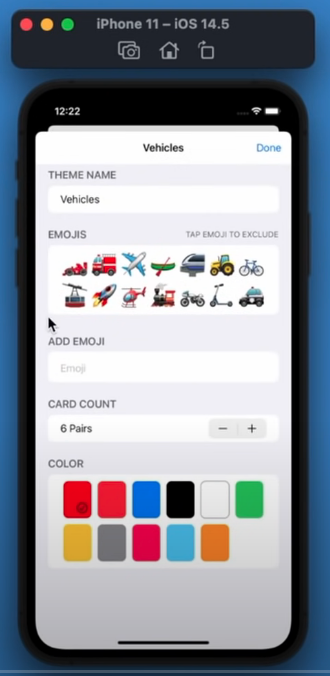 iPhone 11 – iOS 14.5
12:22
Vehicles Done
THEME NAME
Vehicles
EMOJIS TAP EMOJI TO EXCLUDE
ADD EMOJI
Emoji
CARD COUNT
6 Pairs − +
COLOR